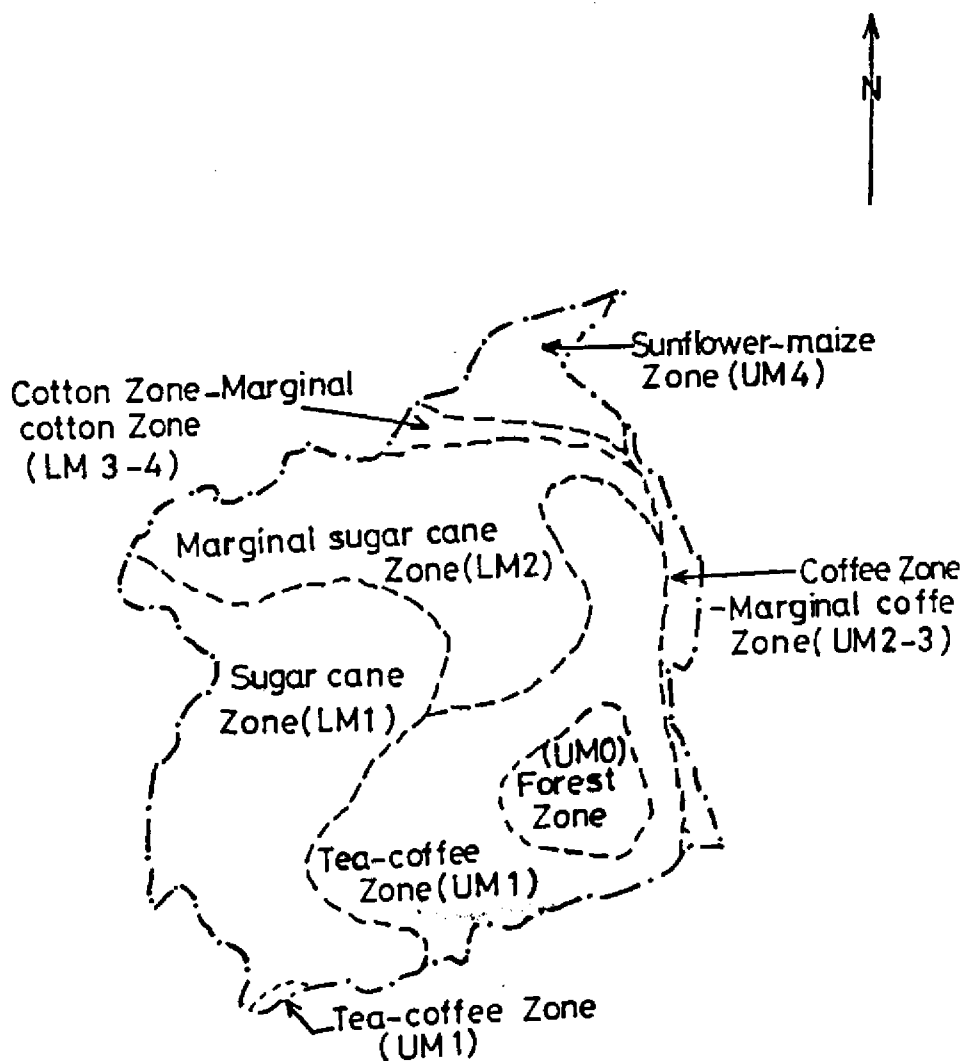 N
Sunflower-maize
Zone (UM4)
Cotton Zone-Marginal
cotton Zone
(LM 3-4)
Marginal sugar cane
Zone(LM2)
Coffee Zone
-Marginal coffe
Zone(UM2-3)
Sugar cane
Zone(LM1)
(UM0)
Forest
Zone
Tea-coffee
Zone(UM1)
Tea-coffee Zone
(UM1)